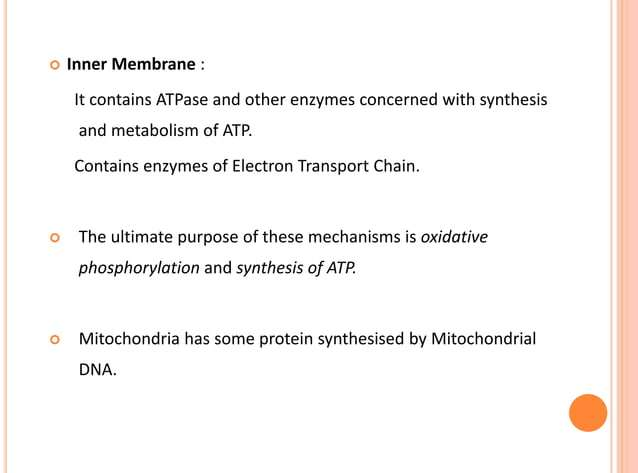 Inner Membrane :
It contains ATPase and other enzymes concerned with synthesis
and metabolism of ATP.
Contains enzymes of Electron Transport Chain.
The ultimate purpose of these mechanisms is oxidative
phosphorylation and synthesis of ATP.
Mitochondria has some protein synthesised by Mitochondrial
DNA.